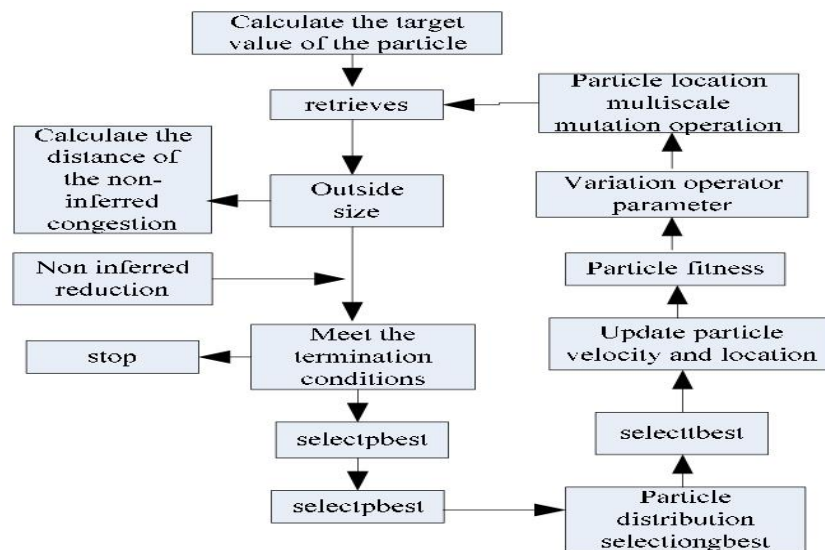 Calculate the target
value of the particle
retrieves
Particle location
multiscale
mutation operation
Calculate the
distance of
the non-
inferred
congestion
Outside
size
Variation operator
parameter
Non inferred
reduction
Particle fitness
Meet the
termination
conditions
stop
Update particle
velocity and location
selectpbest
selecttbest
selectpbest
Particle
distribution
selectiongbest